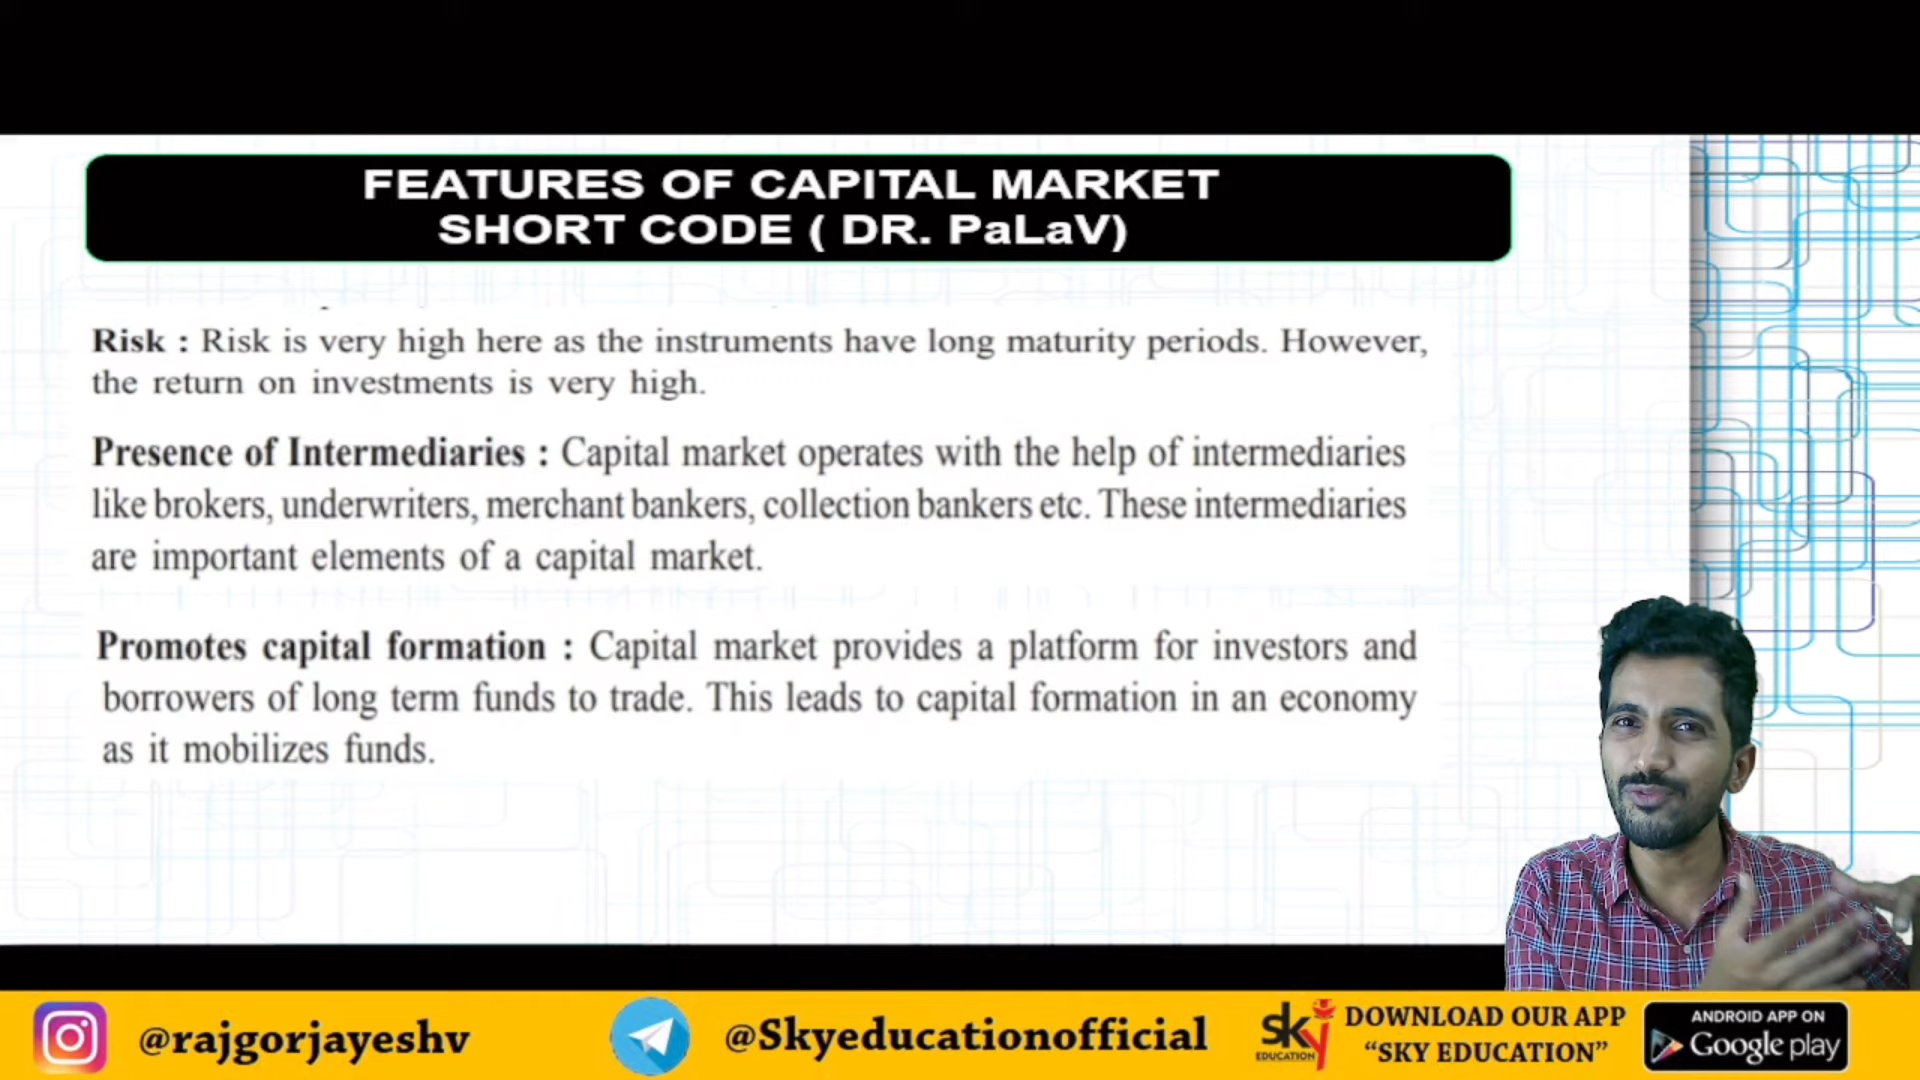 FEATURES OF CAPITAL MARKET
SHORT CODE ( DR. PaLaV)
Risk : Risk is very high here as the instruments have long maturity periods. However,
the return on investments is very high.
Presence of Intermediaries : Capital market operates with the help of intermediaries
like brokers, underwriters, merchant bankers, collection bankers etc. These intermediaries
are important elements of a capital market.
Promotes capital formation : Capital market provides a platform for investors and
borrowers of long term funds to trade. This leads to capital formation in an economy
as it mobilizes funds.
@rajgorjayeshv
@Skyeducationofficial
sky
EDUCATION
DOWNLOAD OUR APP
“SKY EDUCATION”
ANDROID APP ON
Google play